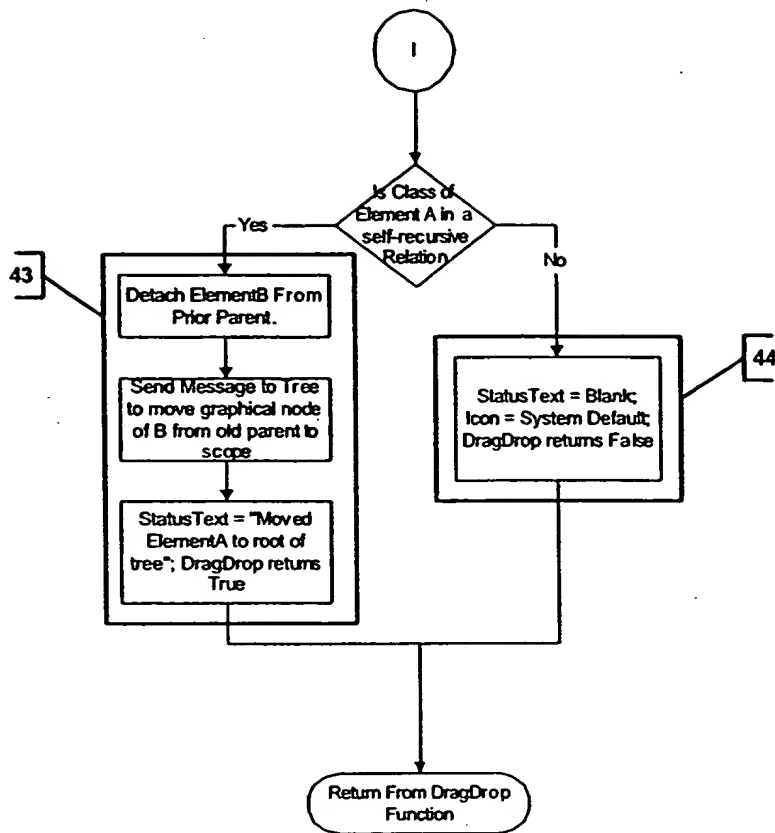 I
Is Class of
Element A in a
self-recursive
Relation
Yes
No
43
Detach ElementB From
Prior Parent.
Send Message to Tree
to move graphical node
of B from old parent to
scope
StatusText = "Moved
ElementA to root of
tree"; DragDrop returns
True
44
StatusText = Blank;
Icon = System Default;
DragDrop returns False
Return From DragDrop
Function